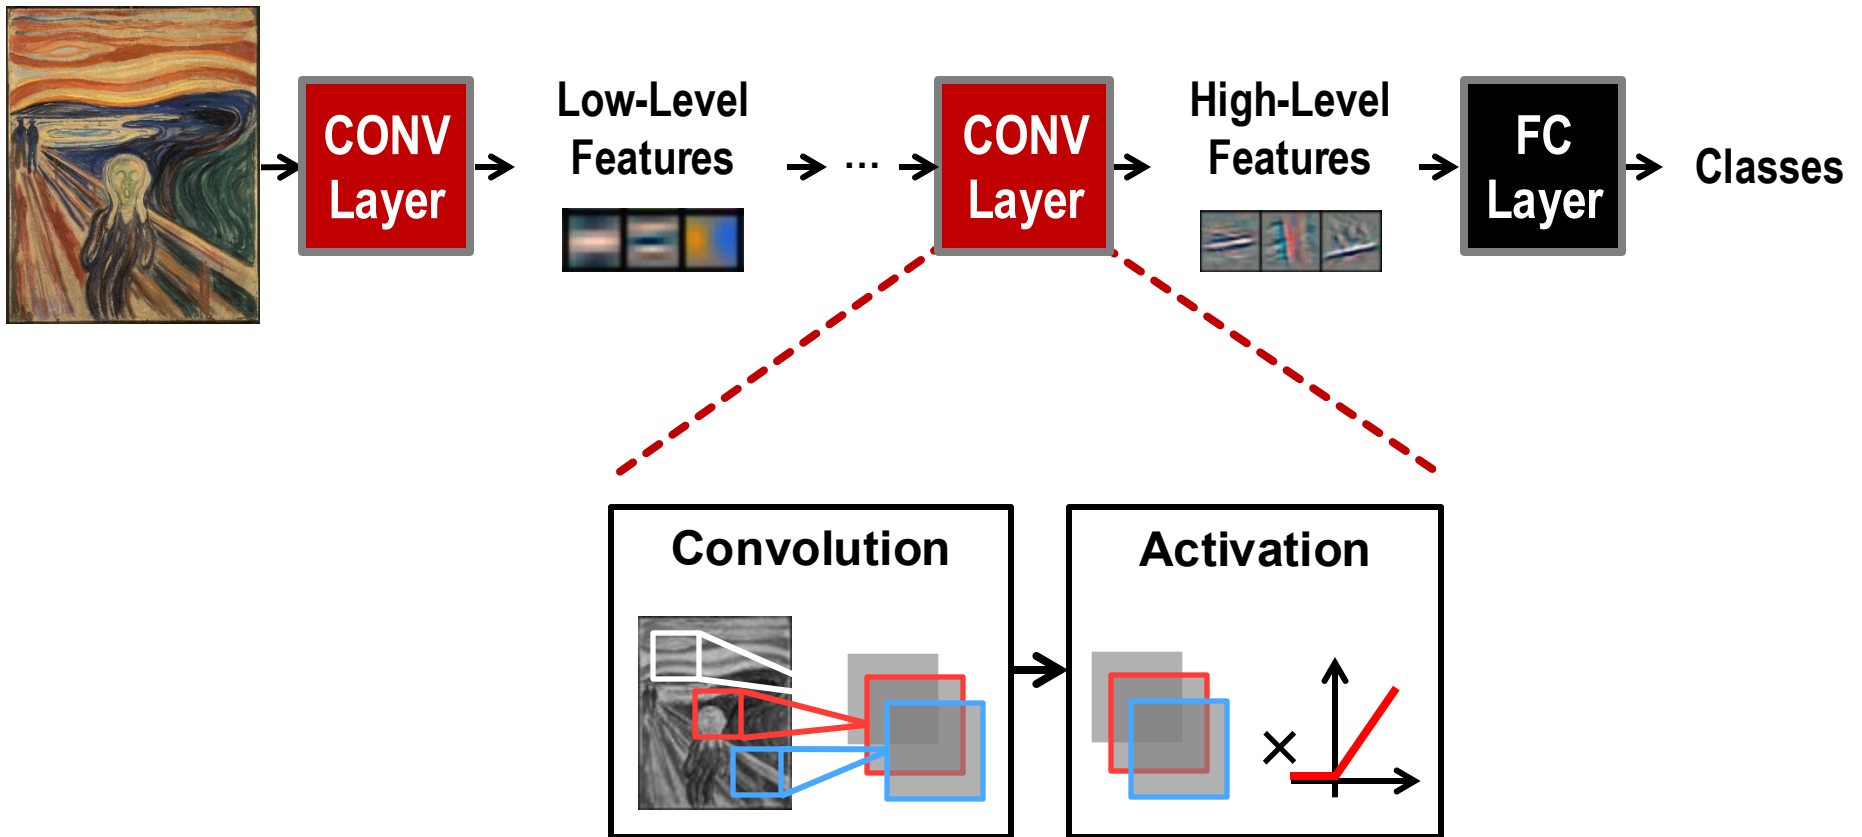 CONV
Layer
Low-Level
Features
...
CONV
Layer
High-Level
Features
FC
Layer
Classes
Convolution
Activation
×